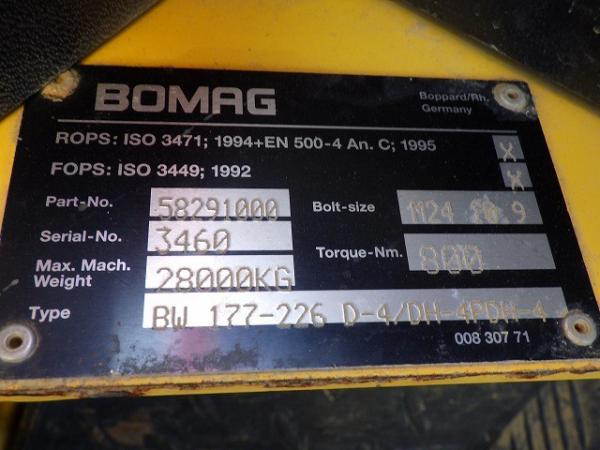 BOMAG
Boppard/Rh.
Germany
ROPS: ISO 3471; 1994+EN 500-4 An. C; 1995 X
FOPS: ISO 3449; 1992 X
Part-No. 58291000 Bolt-size M24 9
Serial-No. 3460
Torque-Nm. 800
Max. Mach. Weight 28000KG
Type BW 177-226 D-4/DH-4PDH-4
008 307 71